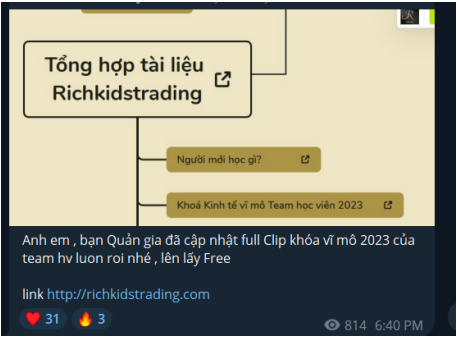 Tổng hợp tài liệu
Richkidstrading
Người mới học gì?
Khoá Kinh tế vĩ mô Team học viên 2023
Anh em , bạn Quản gia đã cập nhật full Clip khóa vĩ mô 2023 của
team hv luon roi nhé , lên lấy Free
link http://richkidstrading.com
31 3
814 6:40 PM